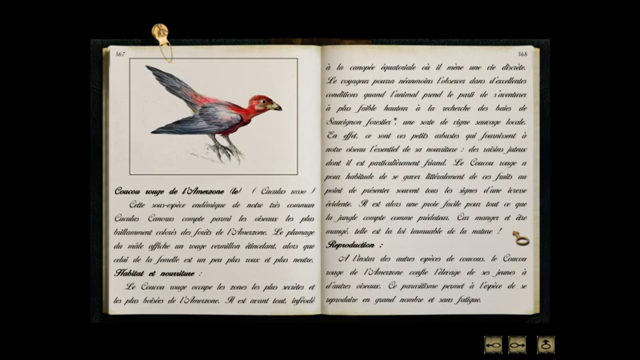 367
Coucou rouge de l'Amerzone (le) ( Cuculus rosso )
Cette sous-espèce endémique de notre très commun
Cuculus Canorus compte parmi les oiseaux les plus
brillamment colorés des forêts de l'Amerzone. Le plumage
du mâle affiche un rouge vermillon étincelant, alors que
celui de la femelle est un peu plus roux et plus neutre.
Habitat et nourriture :
Le Coucou rouge occupe les zones les plus secrètes et
les plus boisées de l'Amerzone. Il est avant tout, inféodé
368
à la canopée équatoriale où il mène une vie discrète.
Le voyageur pourra néanmoins l'observer dans d'excellentes
conditions quand l'animal prend le parti de s'aventurer
à plus faible hauteur à la recherche des baies de
Sauvignon forestier*, une sorte de vigne sauvage locale.
En effet, ce sont ces petits arbustes qui fournissent à
notre oiseau l'essentiel de sa nourriture : des raisins juteux
dont il est particulièrement friand. Le Coucou rouge a
pour habitude de se gaver littéralement de ces fruits au
point de présenter souvent tous les signes d'une ivresse
évidente. Il est alors une proie facile pour tout ce que
la jungle compte comme prédateur. Car manger et être
mangé, telle est la loi immuable de la nature !
Reproduction :
A l'instar des autres espèces de coucous, le Coucou
rouge de l'Amerzone confie l'élevage de ses jeunes à
d'autres oiseaux. Ce parasitisme permet à l'espèce de se
reproduire en grand nombre et sans fatigue.